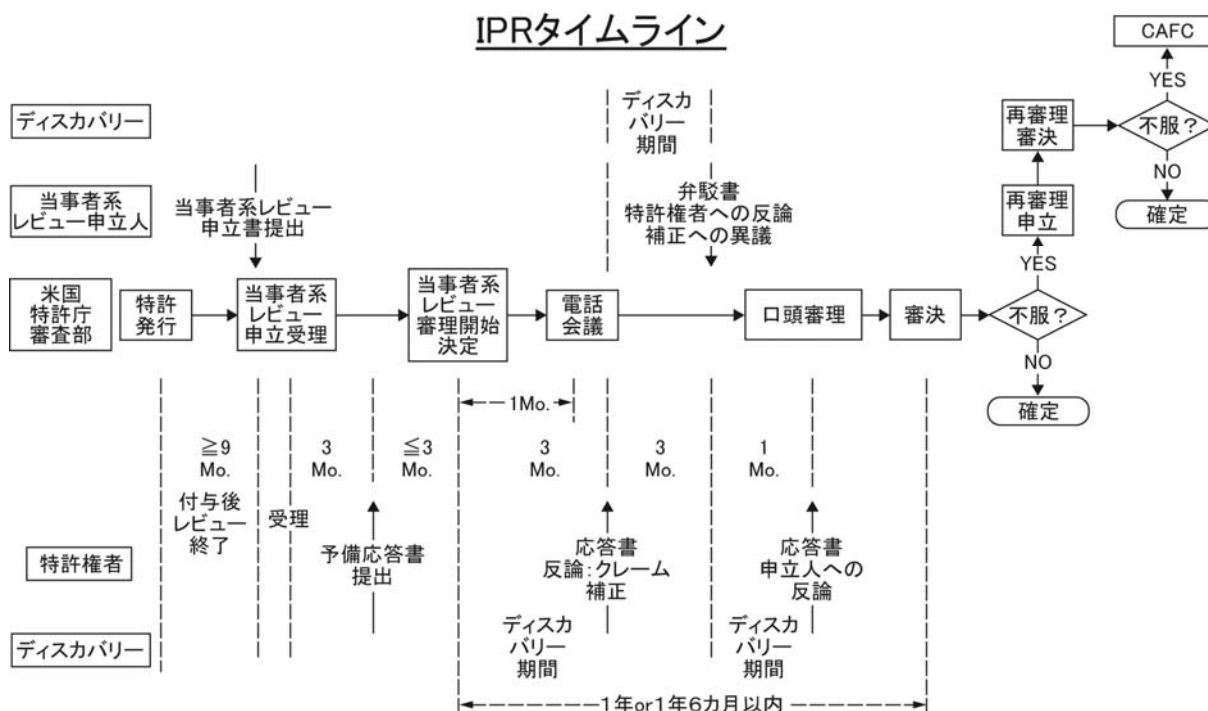 IPRタイムライン
CAFC
YES
不服？
NO
確定
再審理
審決
再審理
申立
YES
ディスカバリー
ディスカ
バリー
期間
当事者系
レビュー申立人
当事者系レビュー
申立書提出
弁駁書
特許権者への反論
補正への異議
米国
特許庁
審査部
特許
発行
当事者系
レビュー
申立受理
当事者系
レビュー
審理開始
決定
電話
会議
口頭審理
審決
不服？
NO
確定
1Mo.
≧9
Mo.
3
Mo.
≦3
Mo.
3
Mo.
3
Mo.
1
Mo.
付与後
レビュー
終了
受理
特許権者
予備応答書
提出
応答書
反論：クレーム
補正
応答書
申立人への
反論
ディスカバリー
ディスカ
バリー
期間
ディスカ
バリー
期間
1年or1年6カ月以内